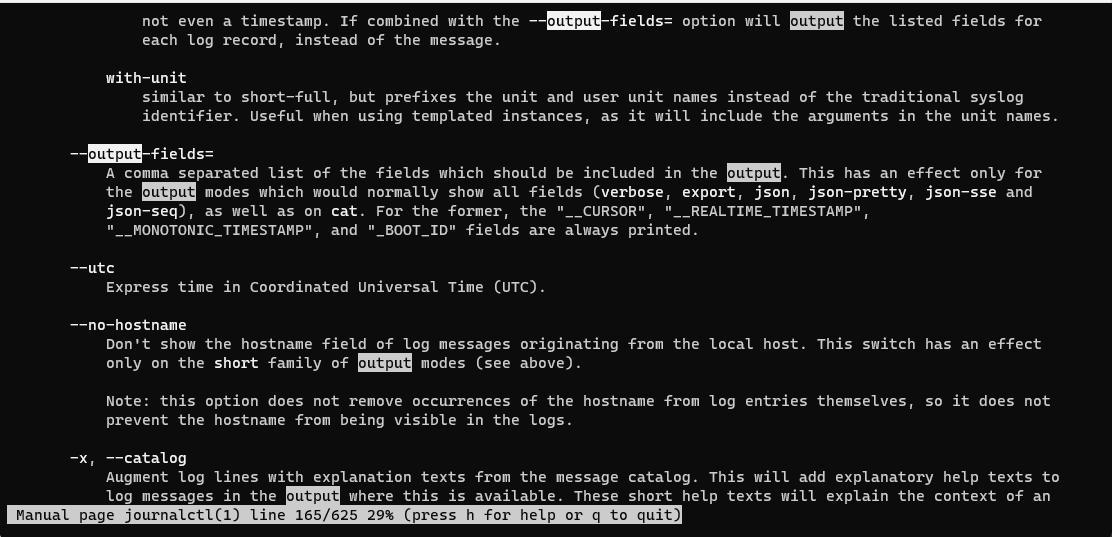 not even a timestamp. If combined with the --output-fields= option will output the listed fields for
each log record, instead of the message.
with-unit
similar to short-full, but prefixes the unit and user unit names instead of the traditional syslog
identifier. Useful when using templated instances, as it will include the arguments in the unit names.
--output-fields=
A comma separated list of the fields which should be included in the output. This has an effect only for
the output modes which would normally show all fields (verbose, export, json, json-pretty, json-sse and
json-seq), as well as on cat. For the former, the "__CURSOR", "__REALTIME_TIMESTAMP",
"__MONOTONIC_TIMESTAMP", and "_BOOT_ID" fields are always printed.
--utc
Express time in Coordinated Universal Time (UTC).
--no-hostname
Don't show the hostname field of log messages originating from the local host. This switch has an effect
only on the short family of output modes (see above).
Note: this option does not remove occurrences of the hostname from log entries themselves, so it does not
prevent the hostname from being visible in the logs.
-x, --catalog
Augment log lines with explanation texts from the message catalog. This will add explanatory help texts to
log messages in the output where this is available. These short help texts will explain the context of an
Manual page journalctl(1) line 165/625 29% (press h for help or q to quit)